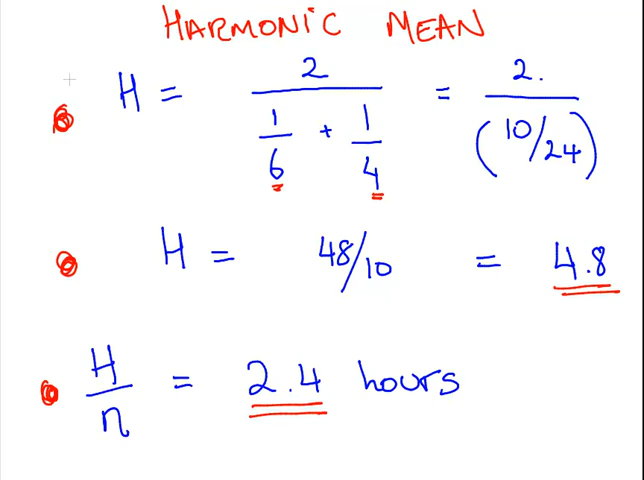 HARMONIC MEAN
H = 2 / (1/6 + 1/4) = 2. / (10/24)
H = 48/10 = 4.8
H/n = 2.4 hours